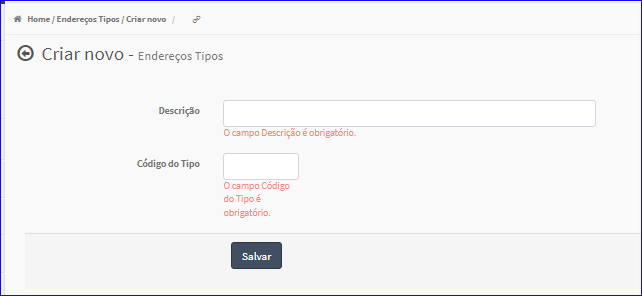 Home / Endereços Tipos / Criar novo /
Criar novo - Endereços Tipos
Descrição
O campo Descrição é obrigatório.
Código do Tipo
O campo Código
do Tipo é
obrigatório.
Salvar